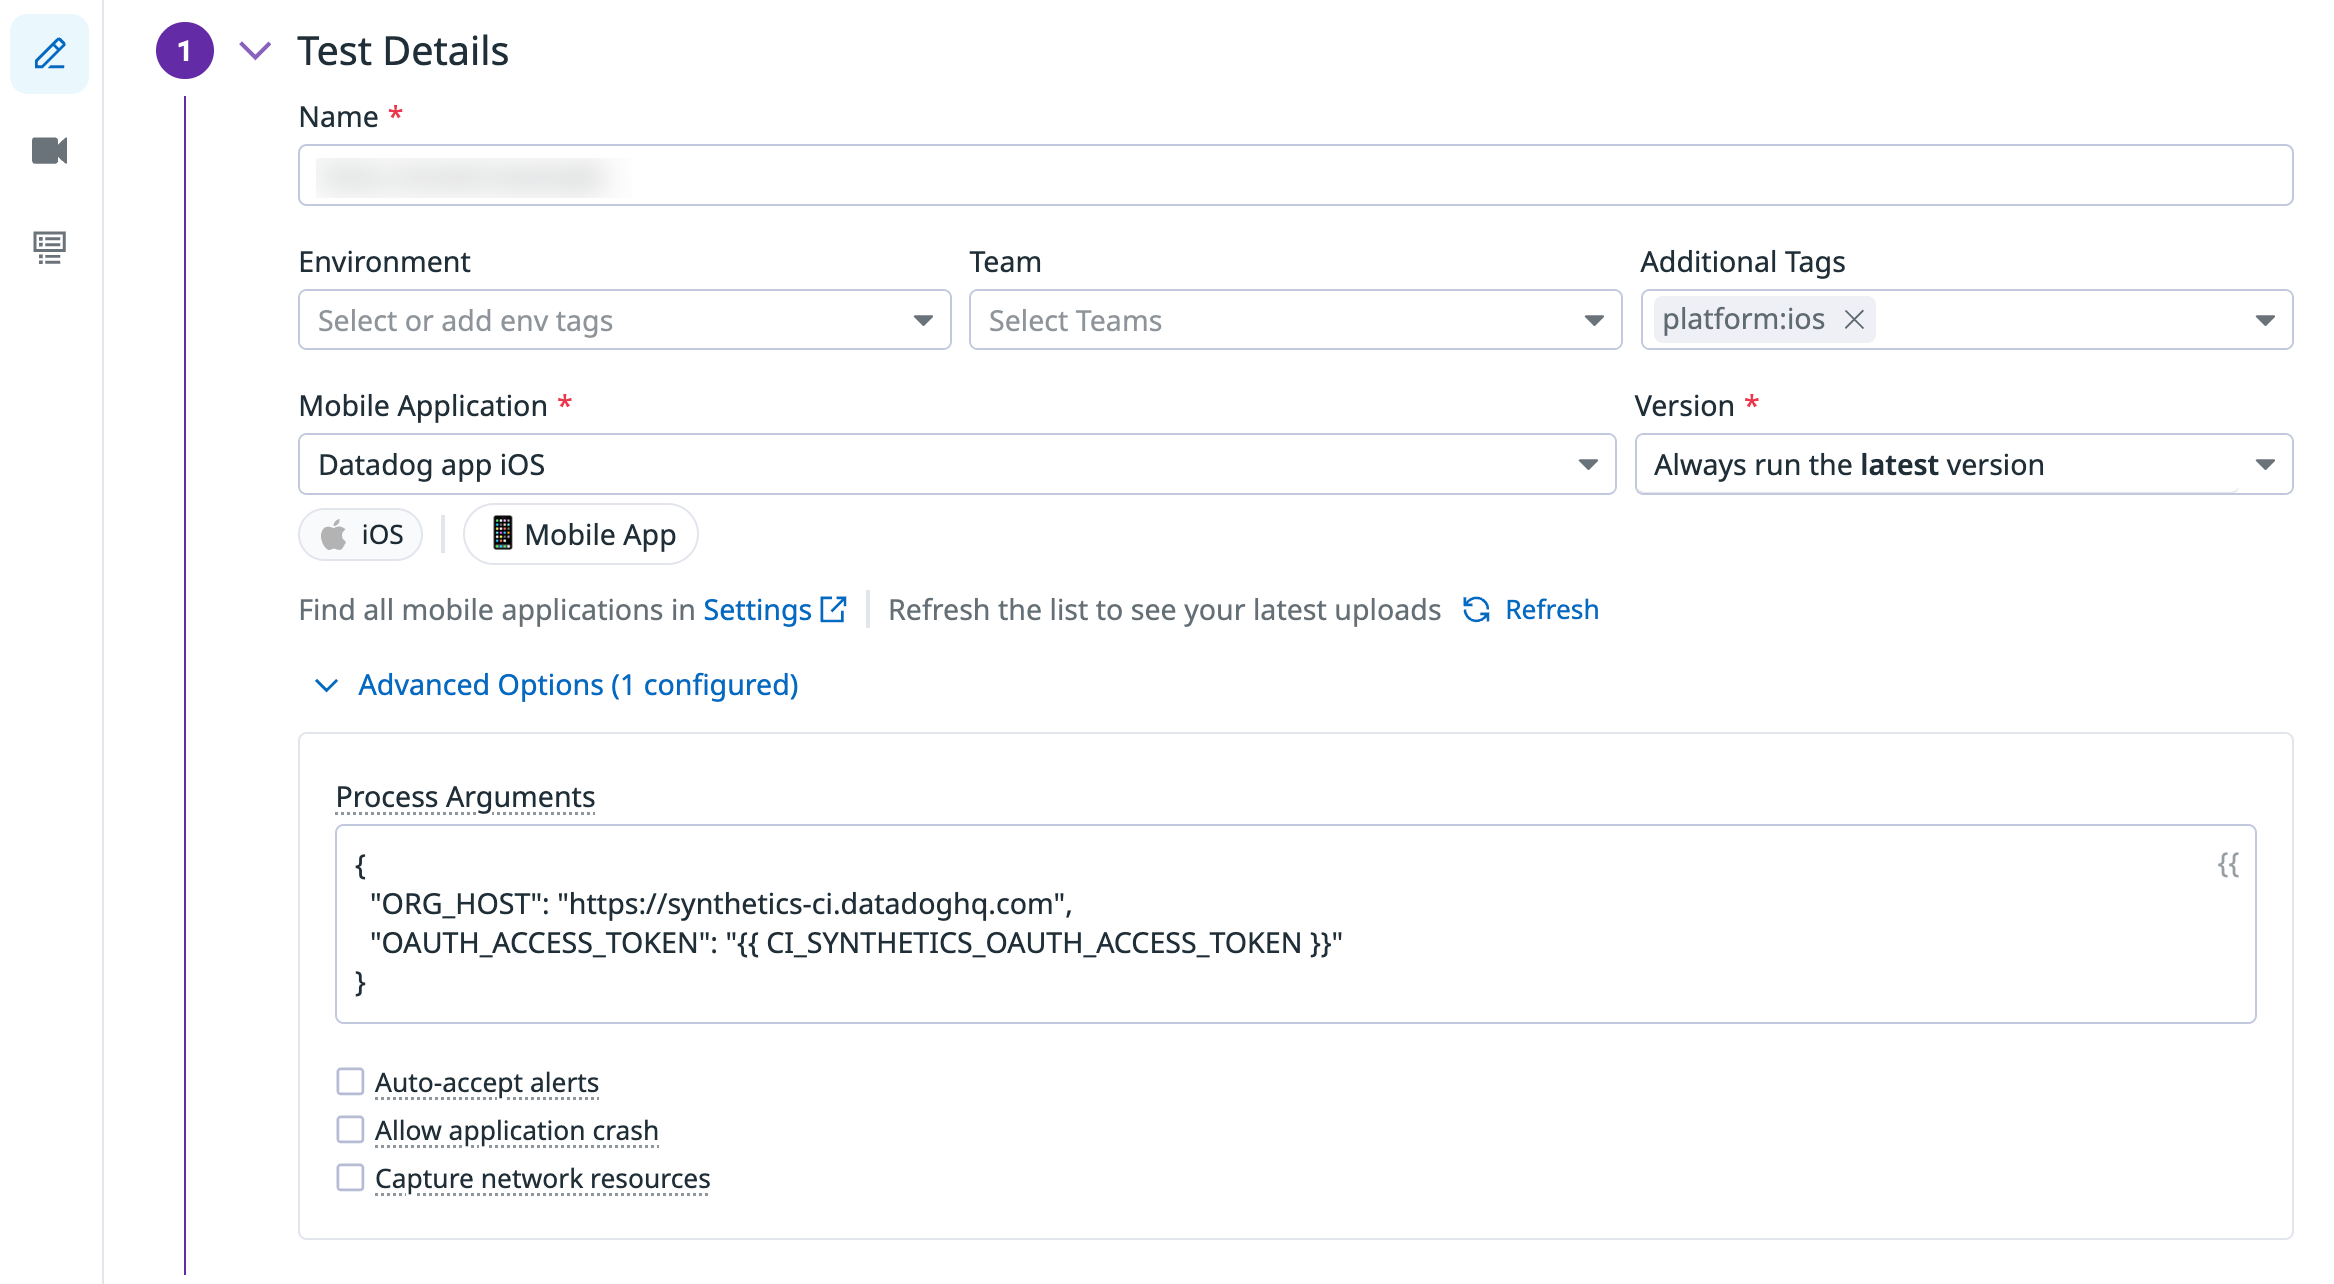 1 Test Details
Name *
Environment Team Additional Tags
Select or add env tags Select Teams platform:ios
Mobile Application * Version *
Datadog app iOS Always run the latest version
iOS Mobile App
Find all mobile applications in Settings Refresh the list to see your latest uploads Refresh
Advanced Options (1 configured)
Process Arguments
{ {{
"ORG_HOST": "https://synthetics-ci.datadoghq.com",
"OAUTH_ACCESS_TOKEN": "{{ CI_SYNTHETICS_OAUTH_ACCESS_TOKEN }}"
}
Auto-accept alerts
Allow application crash
Capture network resources